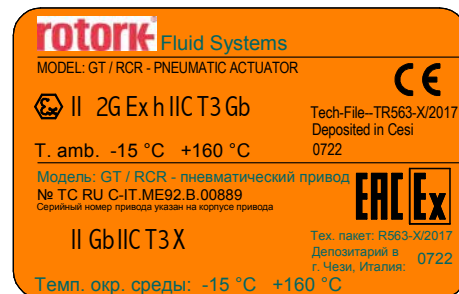 rotork Fluid Systems
MODEL: GT / RCR - PNEUMATIC ACTUATOR
CE
Ex II 2G Ex h IIC T3 Gb
Tech-File--TR563-X/2017
Deposited in Cesi
0722
T. amb. -15 °C +160 °C
Модель: GT / RCR - пневматический привод
№ TC RU C-IT.ME92.B.00889
Серийный номер привода указан на корпусе привода
EAC Ex
II Gb IIC T3 X
Тех. пакет: R563-X/2017
Депозитарий в
г. Чези, Италия: 0722
Темп. окр. среды: -15 °C +160 °C